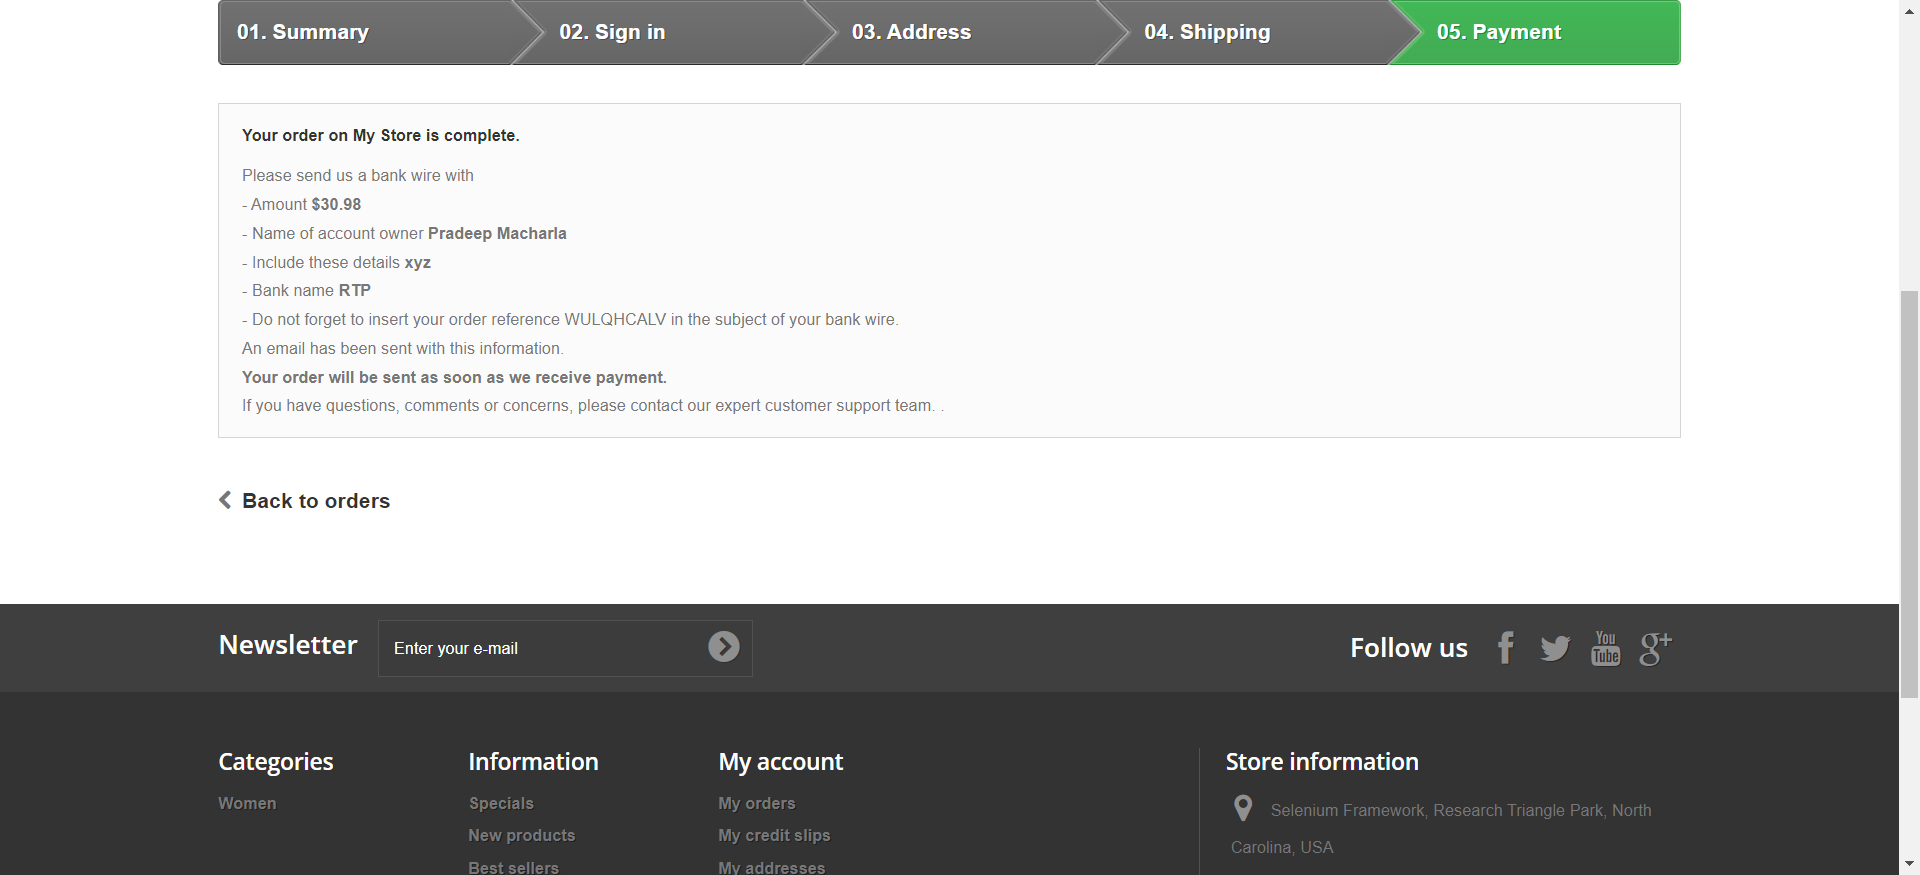 01. Summary
02. Sign in
03. Address
04. Shipping
05. Payment
Your order on My Store is complete.
Please send us a bank wire with
- Amount $30.98
- Name of account owner Pradeep Macharla
- Include these details xyz
- Bank name RTP
- Do not forget to insert your order reference WULQHCALV in the subject of your bank wire.
An email has been sent with this information.
Your order will be sent as soon as we receive payment.
If you have questions, comments or concerns, please contact our expert customer support team. .
Back to orders
Newsletter
Enter your e-mail
Follow us
You
Tube
g+
Categories
Women
Information
Specials
New products
Best sellers
My account
My orders
My credit slips
My addresses
Store information
Selenium Framework, Research Triangle Park, North
Carolina, USA